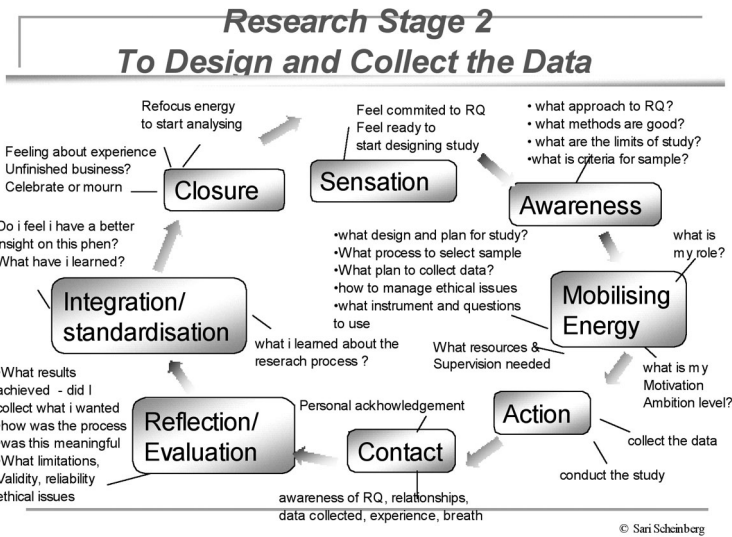 Research Stage 2
To Design and Collect the Data
Refocus energy
to start analysing
Feel commited to RQ
Feel ready to
start designing study
• what approach to RQ?
• what methods are good?
• what are the limits of study?
•what is criteria for sample?
Feeling about experience
Unfinished business?
Celebrate or mourn
Closure
Sensation
Awareness
Do i feel i have a better
insight on this phen?
What have i learned?
•what design and plan for study?
•What process to select sample
•What plan to collect data?
•how to manage ethical issues
•what instrument and questions
to use
what is
my role?
Integration/
standardisation
Mobilising
Energy
what i learned about the
reserach process ?
What resources &
Supervision needed
what is my
Motivation
Ambition level?
•What results
achieved - did I
collect what i wanted
•how was the process
•was this meaningful
•What limitations,
Validity, reliability
ethical issues
Reflection/
Evaluation
Personal ackhowledgement
Contact
Action
collect the data
conduct the study
awareness of RQ, relationships,
data collected, experience, breath
© Sari Scheinberg